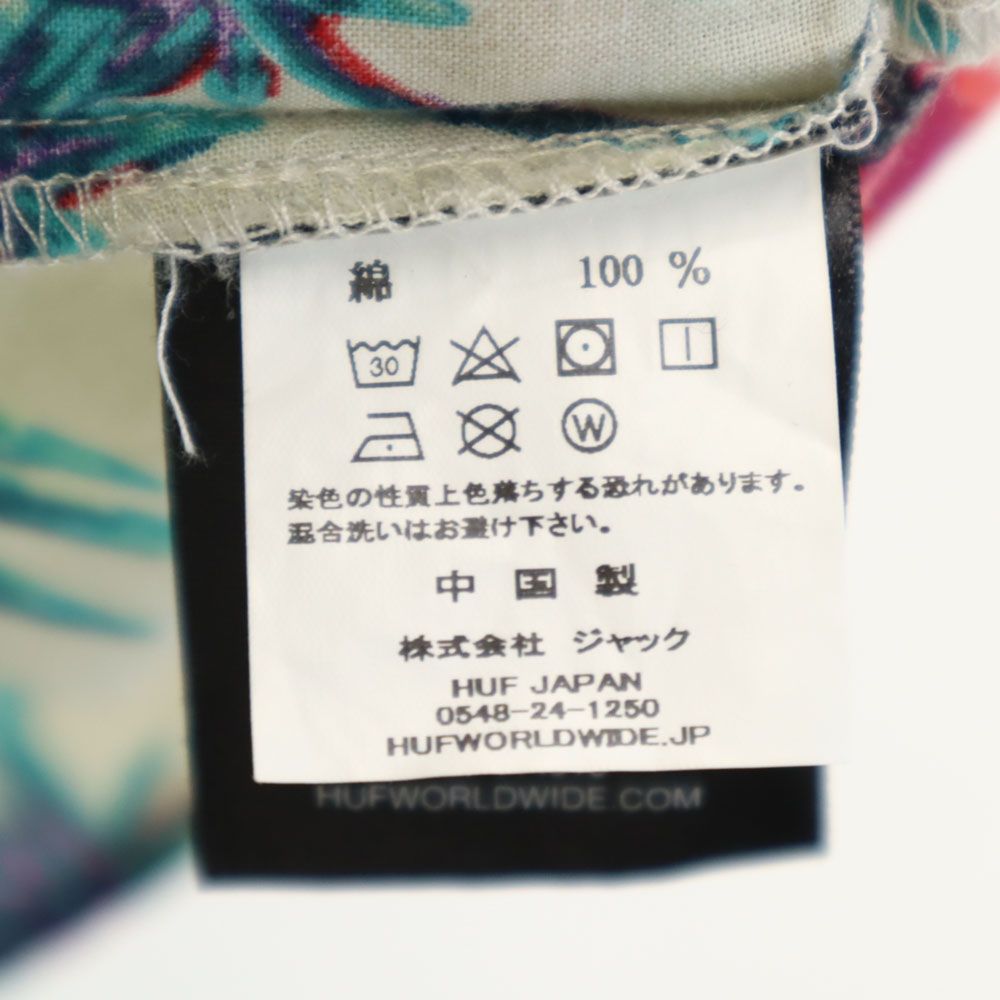 綿 100 %
30
W
染色の性質上色落ちする恐れがあります。
混合洗いはお避け下さい。
中国製
株式会社 ジャック
HUF JAPAN
0548-24-1250
HUFWORLDWIDE.JP
HUFWORLDWIDE.COM